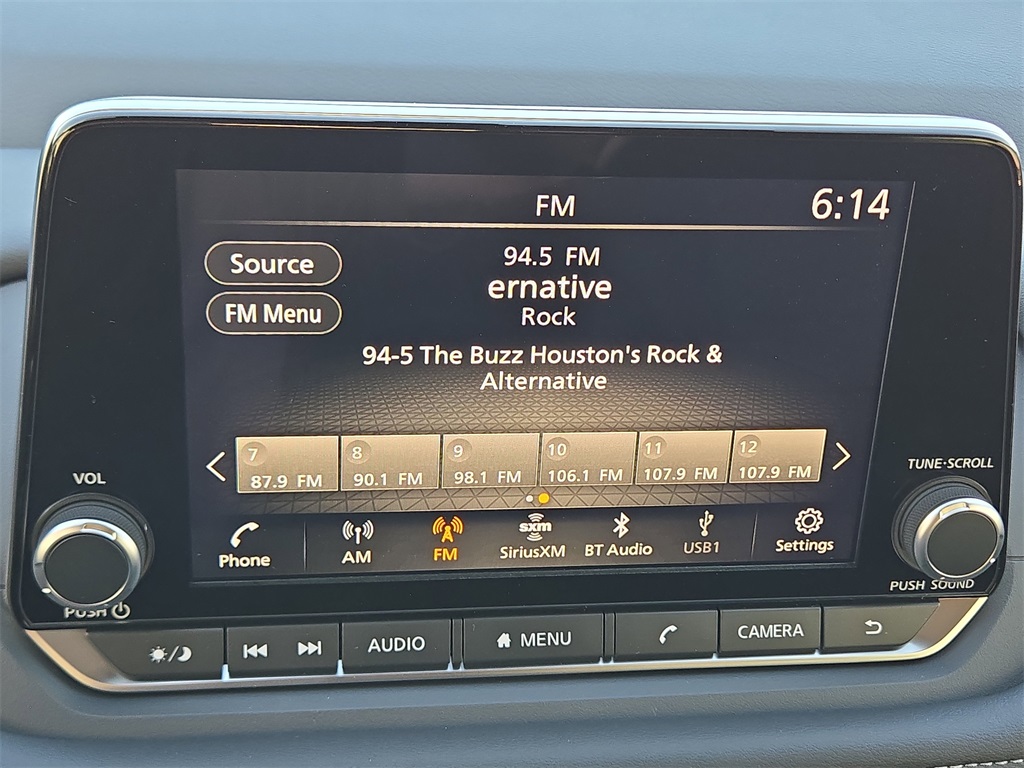 FM 6:14
Source
FM Menu
94.5 FM
ernative
Rock
94-5 The Buzz Houston's Rock &
Alternative
7 8 9 10 11 12
87.9 FM 90.1 FM 98.1 FM 106.1 FM 107.9 FM 107.9 FM
VOL
TUNE·SCROLL
Phone AM FM sxm SiriusXM BT Audio USB1 Settings
PUSH
PUSH SOUND
AUDIO MENU CAMERA